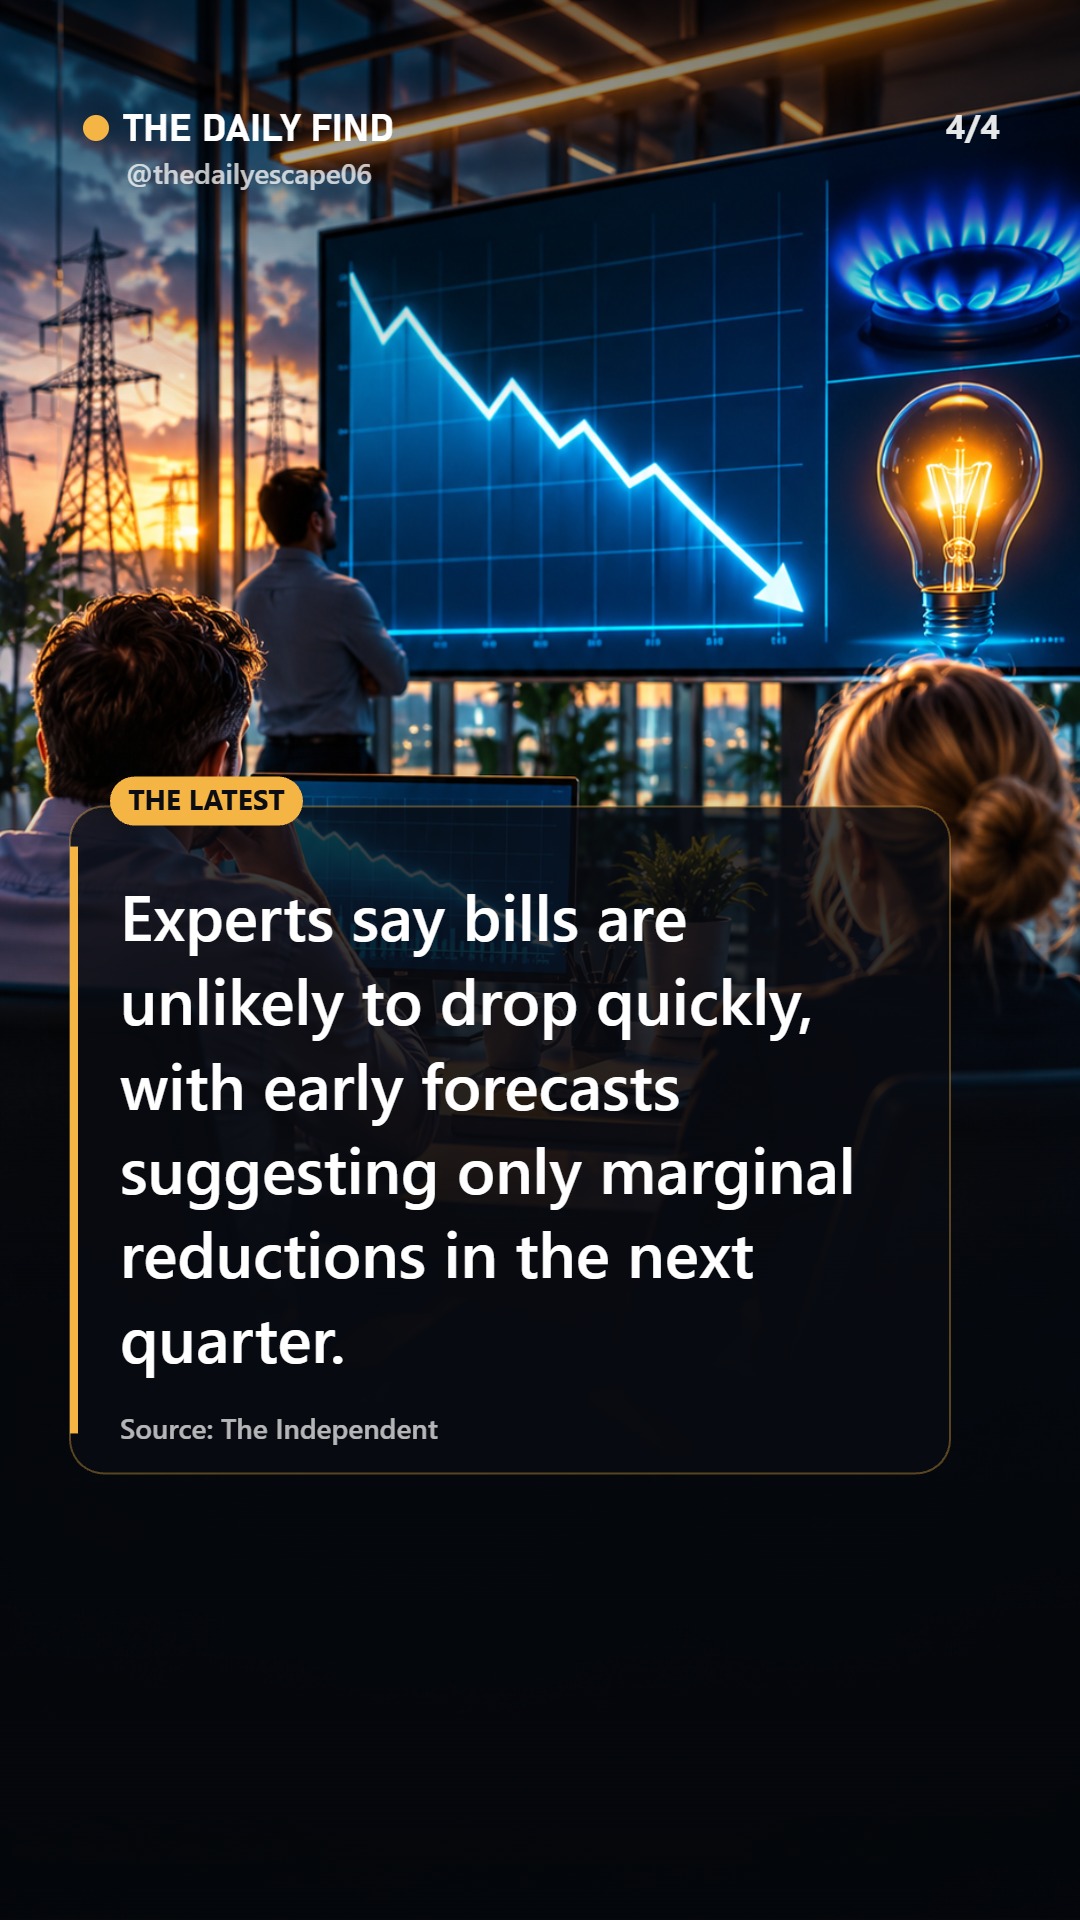 THE DAILY FIND
4/4
@thedailyescape06
THE LATEST
Experts say bills are
unlikely to drop quickly,
with early forecasts
suggesting only marginal
reductions in the next
quarter.
Source: The Independent